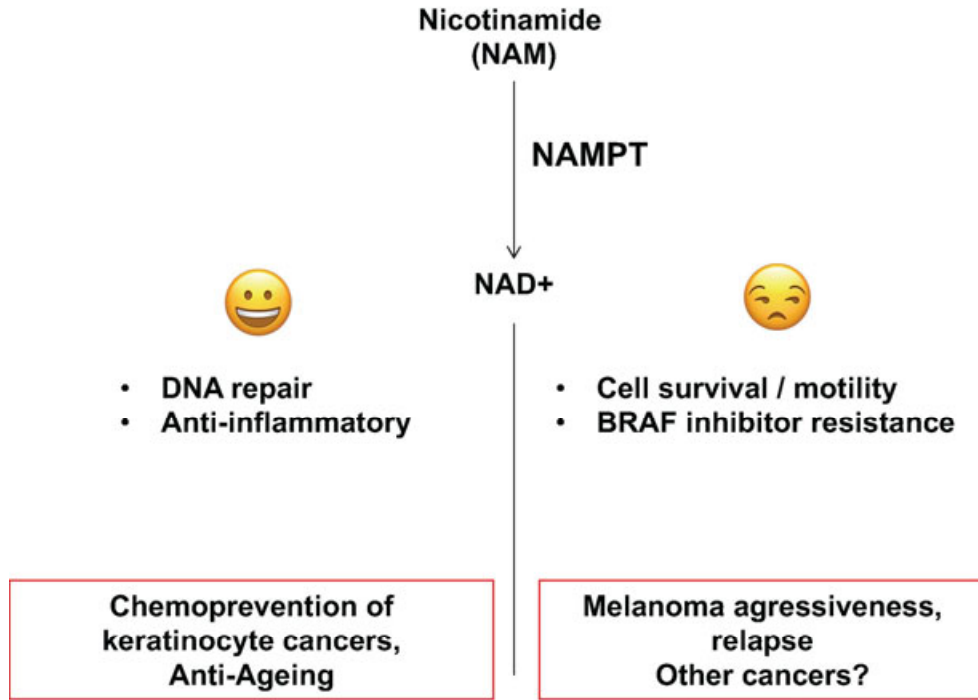 Nicotinamide
(NAM)
NAMPT
NAD+
• DNA repair
• Anti-inflammatory
• Cell survival / motility
• BRAF inhibitor resistance
Chemoprevention of
keratinocyte cancers,
Anti-Ageing
Melanoma agressiveness,
relapse
Other cancers?